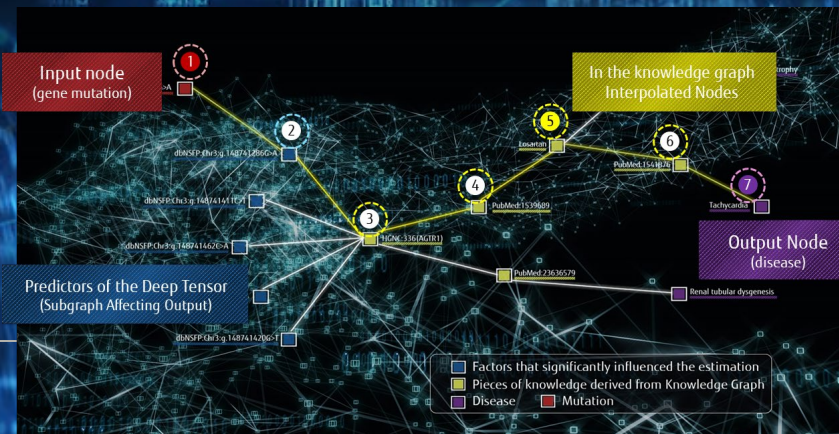 1
Input node
(gene mutation)
>A
2
dbNSFP:Chr3:g.148741286G>A
dbNSFP:Chr3:g.148741411C>T
dbNSFP:Chr3:g.148741462C>A
Predictors of the Deep Tensor
(Subgraph Affecting Output)
dbNSFP:Chr3:g.148741420G>T
3
HGNC:336(AGTR1)
4
PubMed:1539689
5
Losartan
In the knowledge graph
Interpolated Nodes
trophy
6
PubMed:1541876
7
Tachycardia
Output Node
(disease)
PubMed:23636579
Renal tubular dysgenesis
Factors that significantly influenced the estimation
Pieces of knowledge derived from Knowledge Graph
Disease
Mutation